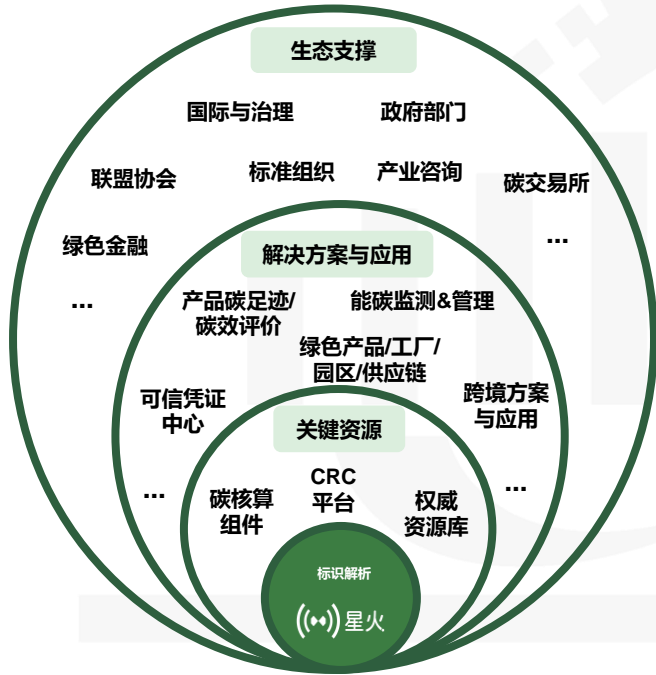 生态支撑
国际与治理 政府部门
联盟协会 标准组织 产业咨询 碳交易所
绿色金融 ...
...
解决方案与应用
产品碳足迹/ 能碳监测&管理
碳效评价
绿色产品/工厂/
园区/供应链
可信凭证 跨境方案
中心 与应用
... ...
关键资源
CRC
平台
碳核算 权威
组件 资源库
标识解析
星火